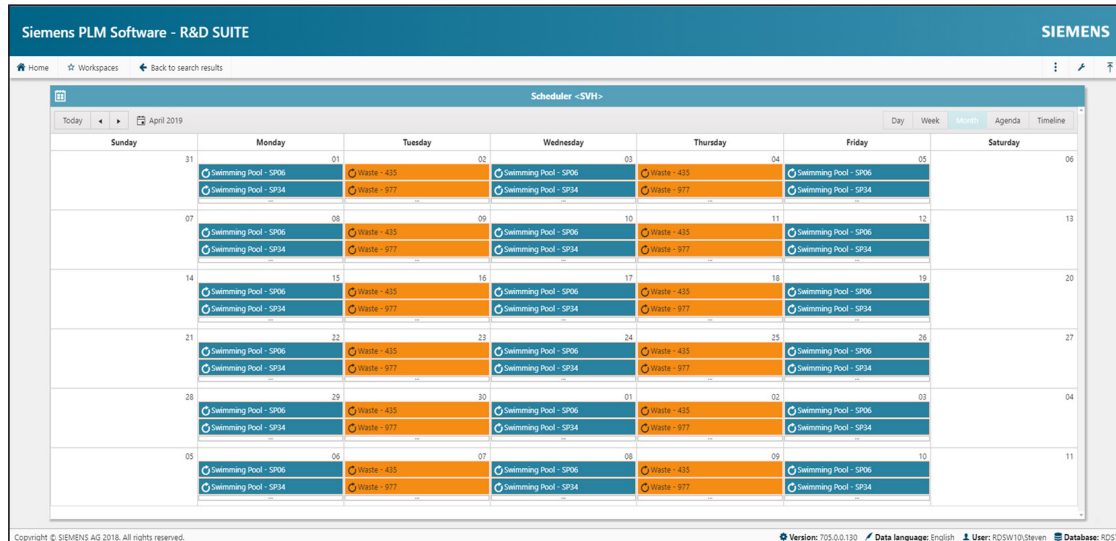 Siemens PLM Software - R&D SUITE SIEMENS
Home Workspaces Back to search results
Scheduler <SVH>
Today April 2019 Day Week Month Agenda Timeline
Sunday Monday Tuesday Wednesday Thursday Friday Saturday
31 01 02 03 04 05 06
Swimming Pool - SP06 Waste - 435 Swimming Pool - SP06 Waste - 435 Swimming Pool - SP06
Swimming Pool - SP34 Waste - 977 Swimming Pool - SP34 Waste - 977 Swimming Pool - SP34
... ... ... ... ...
07 08 09 10 11 12 13
Swimming Pool - SP06 Waste - 435 Swimming Pool - SP06 Waste - 435 Swimming Pool - SP06
Swimming Pool - SP34 Waste - 977 Swimming Pool - SP34 Waste - 977 Swimming Pool - SP34
... ... ... ... ...
14 15 16 17 18 19 20
Swimming Pool - SP06 Waste - 435 Swimming Pool - SP06 Waste - 435 Swimming Pool - SP06
Swimming Pool - SP34 Waste - 977 Swimming Pool - SP34 Waste - 977 Swimming Pool - SP34
... ... ... ... ...
21 22 23 24 25 26 27
Swimming Pool - SP06 Waste - 435 Swimming Pool - SP06 Waste - 435 Swimming Pool - SP06
Swimming Pool - SP34 Waste - 977 Swimming Pool - SP34 Waste - 977 Swimming Pool - SP34
... ... ... ... ...
28 29 30 01 02 03 04
Swimming Pool - SP06 Waste - 435 Swimming Pool - SP06 Waste - 435 Swimming Pool - SP06
Swimming Pool - SP34 Waste - 977 Swimming Pool - SP34 Waste - 977 Swimming Pool - SP34
... ... ... ... ...
05 06 07 08 09 10 11
Swimming Pool - SP06 Waste - 435 Swimming Pool - SP06 Waste - 435 Swimming Pool - SP06
Swimming Pool - SP34 Waste - 977 Swimming Pool - SP34 Waste - 977 Swimming Pool - SP34
... ... ... ... ...
Copyright © SIEMENS AG 2018. All rights reserved. Version: 705.0.0.130 Data language: English User: RDSW10\Steven Database: RDS